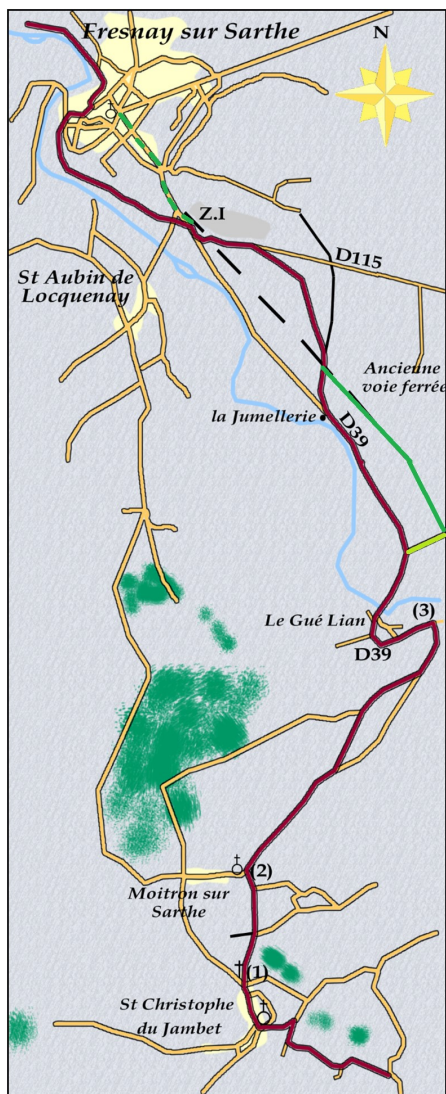 Fresnay sur Sarthe
N
Z.I
D115
St Aubin de
Locquenay
Ancienne
voie ferrée
la Jumellerie
D39
Le Gué Lian
(3)
D39
(2)
Moitron sur
Sarthe
(1)
St Christophe
du Jambet